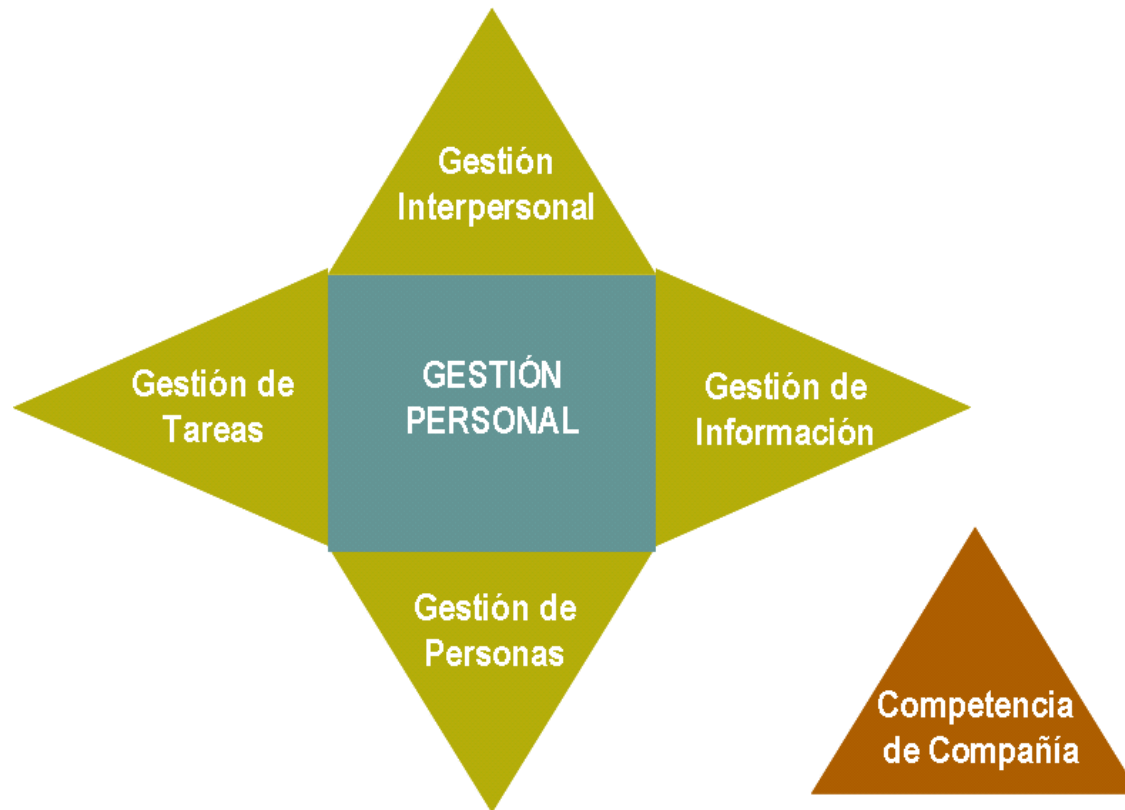 Gestión
Interpersonal
Gestión de
Tareas
GESTIÓN
PERSONAL
Gestión de
Información
Gestión de
Personas
Competencia
de Compañía